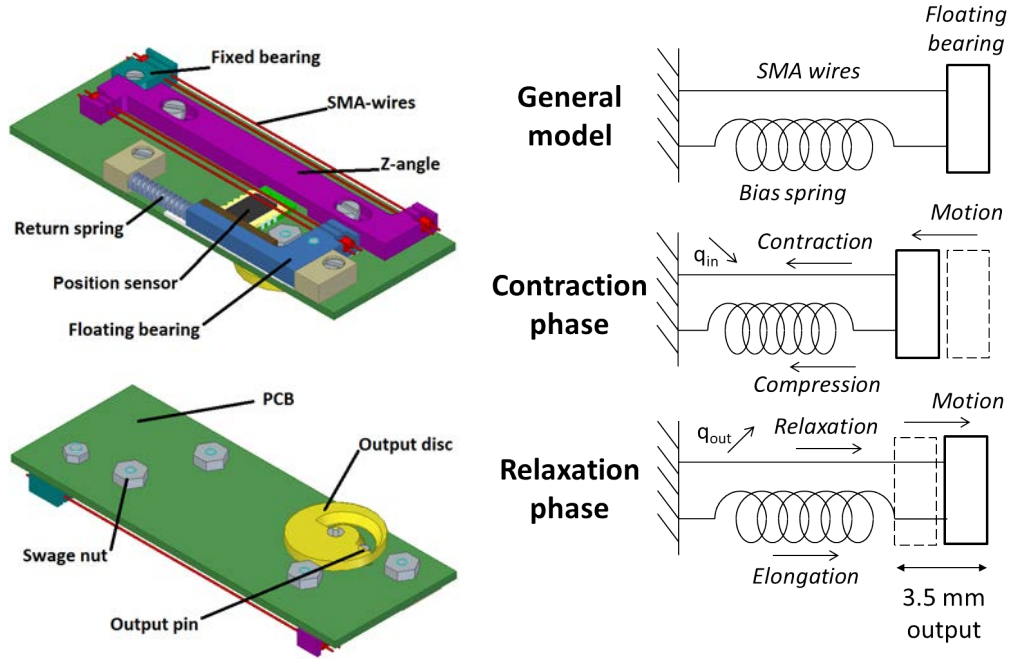 Fixed bearing
SMA-wires
Z-angle
Return spring
Position sensor
Floating bearing
PCB
Output disc
Swage nut
Output pin
General
model
SMA wires
Floating
bearing
Bias spring
Contraction
phase
q_in
Contraction
Motion
Compression
Relaxation
phase
q_out
Relaxation
Motion
Elongation
3.5 mm
output